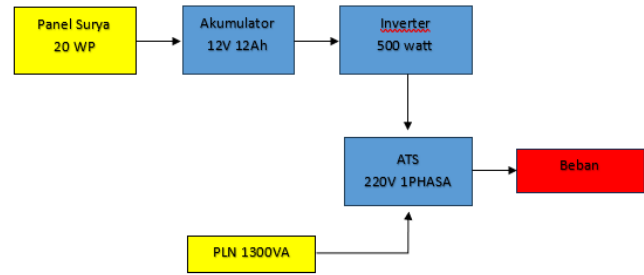 Panel Surya
20 WP
Akumulator
12V 12Ah
Inverter
500 watt
ATS
220V 1PHASA
Beban
PLN 1300VA